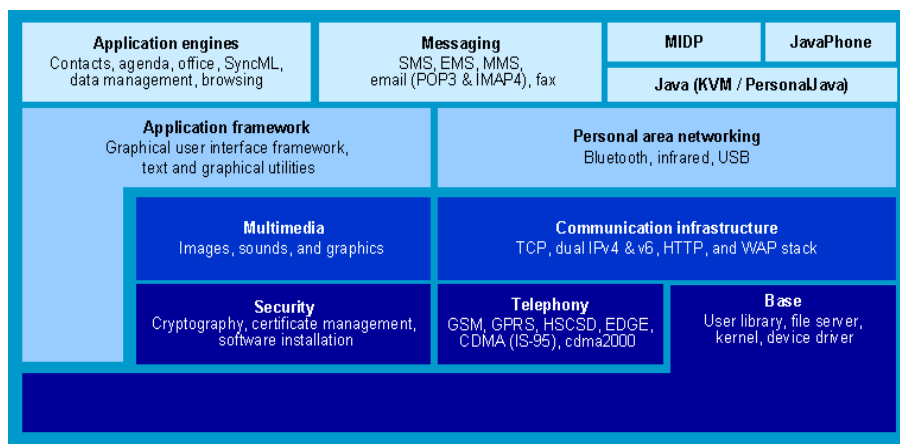 Application engines
Contacts, agenda, office, SyncML,
data management, browsing
Messaging
SMS, EMS, MMS,
email (POP3 & IMAP4), fax
MIDP
JavaPhone
Java (KVM / PersonalJava)
Application framework
Graphical user interface framework,
text and graphical utilities
Personal area networking
Bluetooth, infrared, USB
Multimedia
Images, sounds, and graphics
Communication infrastructure
TCP, dual IPv4 & v6, HTTP, and WAP stack
Security
Cryptography, certificate management,
software installation
Telephony
GSM, GPRS, HSCSD, EDGE,
CDMA (IS-95), cdma2000
Base
User library, file server,
kernel, device driver